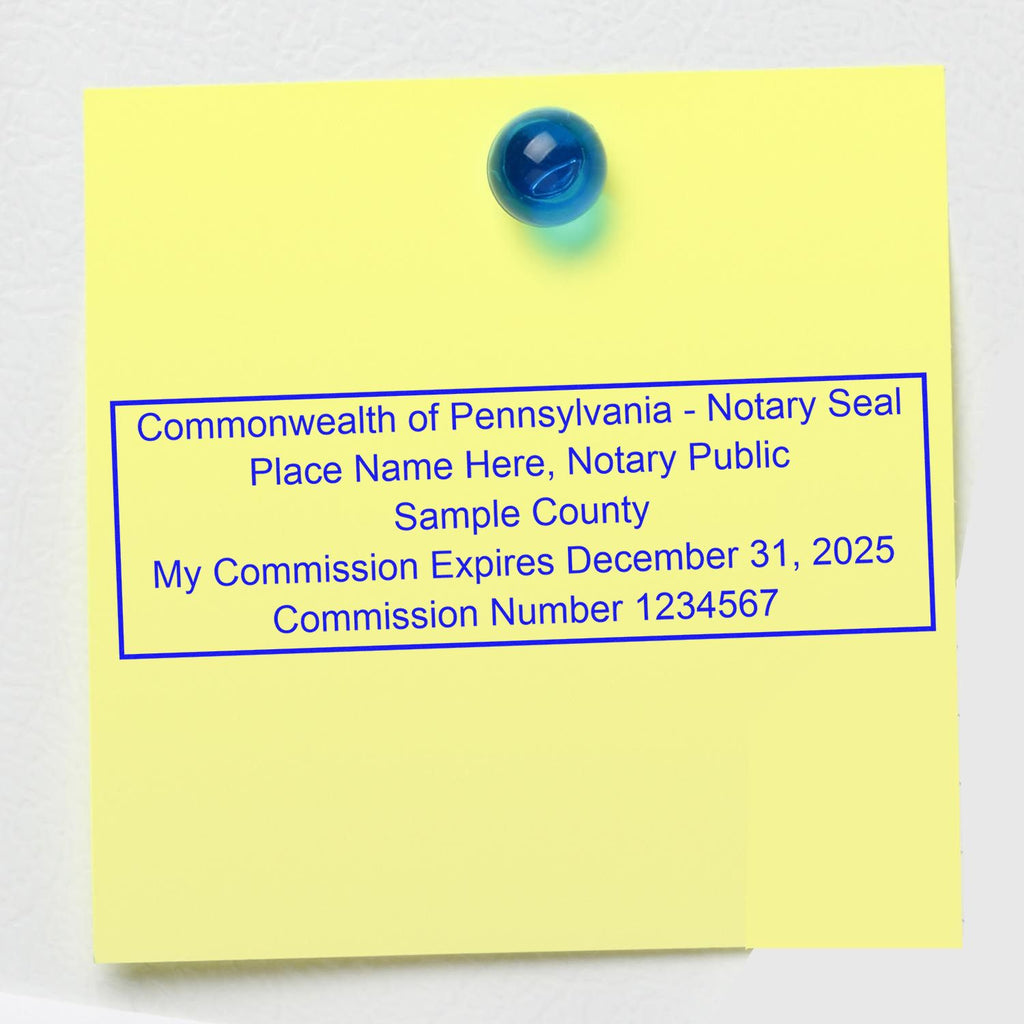 Commonwealth of Pennsylvania - Notary Seal
Place Name Here, Notary Public
Sample County
My Commission Expires December 31, 2025
Commission Number 1234567